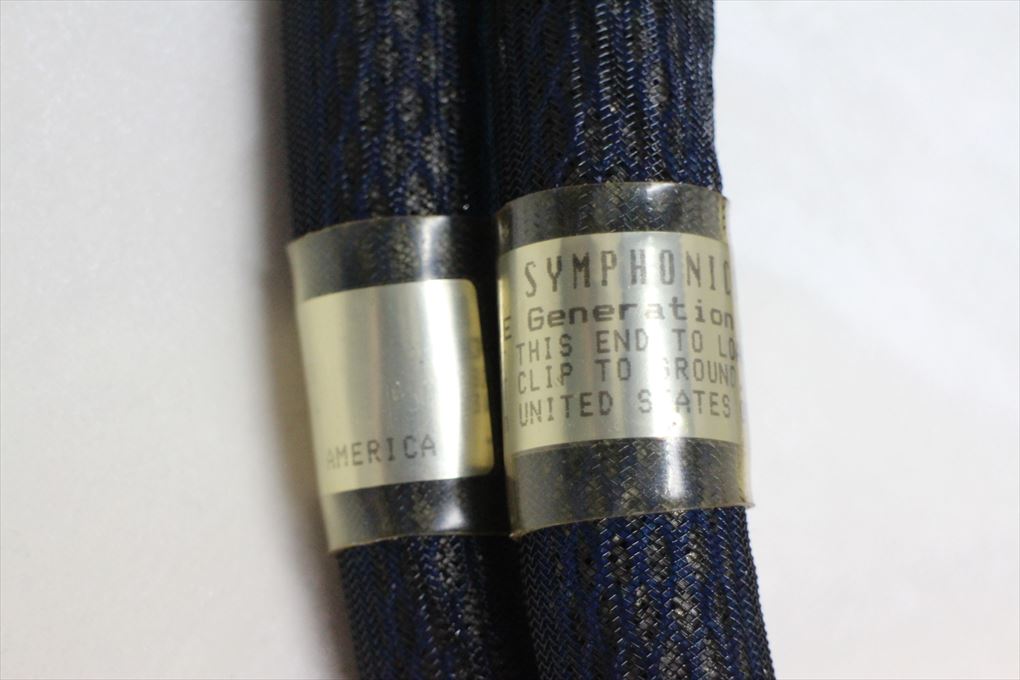 SYMPHONIC
Generation
THIS END TO LO
CLIP TO GROUND
UNITED STATES
AMERICA